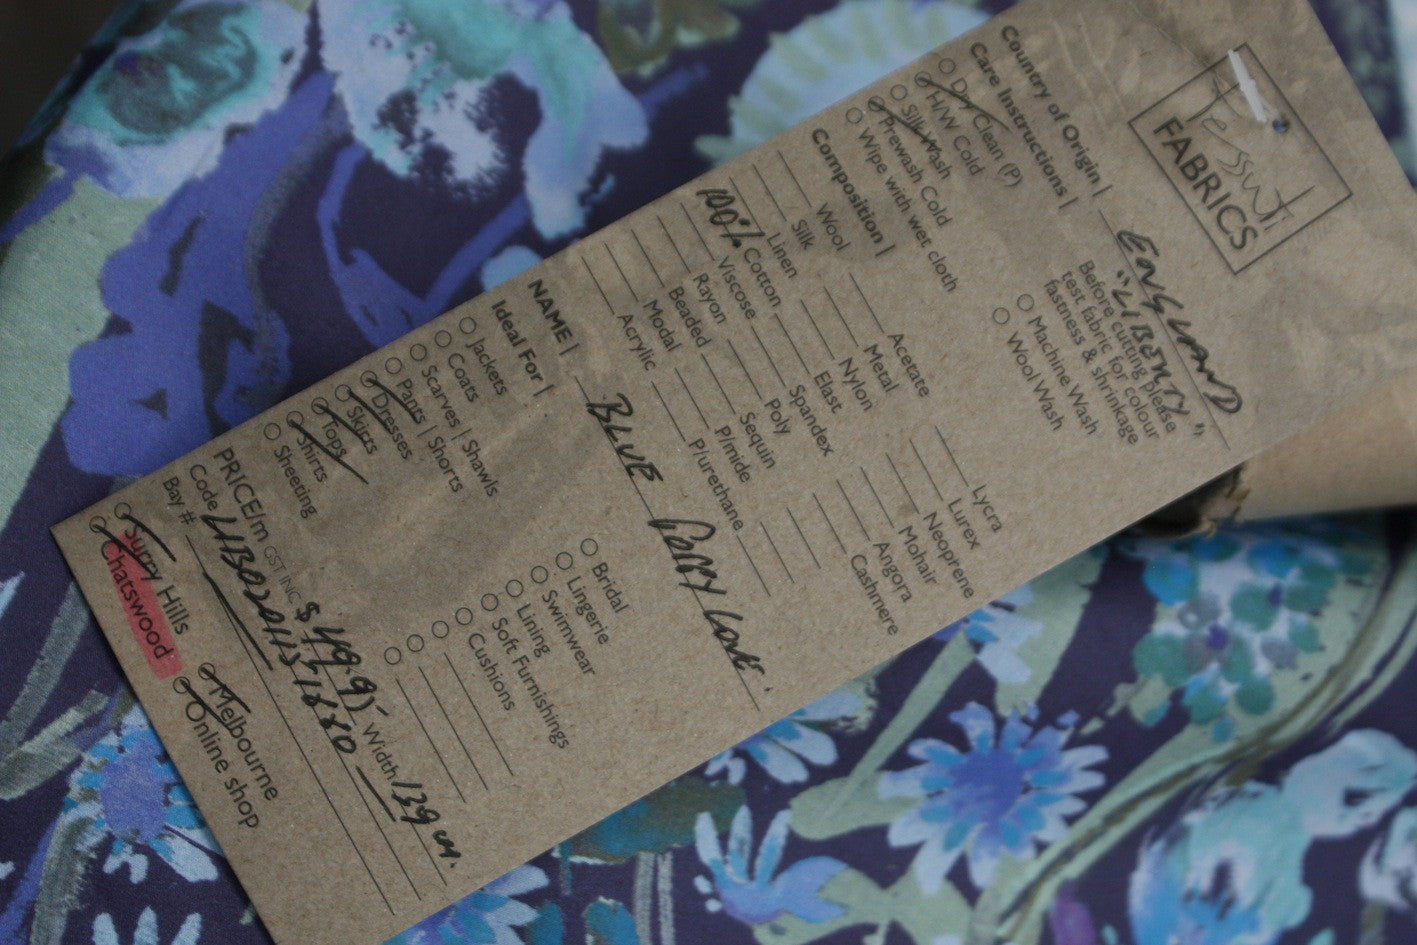 Tessuti
FABRICS
Country of Origin | ENGLAND
"LIBERTY"
Care Instructions | Before cutting please
test fabric for colour
fastness & shrinkage
Dry Clean (P)
H/W Cold
Silk Wash
Prewash Cold
Wipe with wet cloth
Machine Wash
Wool Wash
Composition |
Wool
Silk
Linen
100% Cotton
Viscose
Rayon
Beaded
Modal
Acrylic
Acetate
Metal
Nylon
Elast
Spandex
Poly
Sequin
P/mide
P/urethane
Lycra
Lurex
Neoprene
Mohair
Angora
Cashmere
NAME | BLUE POPPY
Ideal For |
Jackets
Coats
Scarves | Shawls
Pants | Shorts
Dresses
Skirts
Tops
Shirts
Sheeting
Bridal
Lingerie
Swimwear
Lining
Soft Furnishings
Cushions
PRICE/m GST INC $ 49.95 Width 139 cm.
Code
Bay #
Surry Hills
Chatswood
Melbourne
Online shop